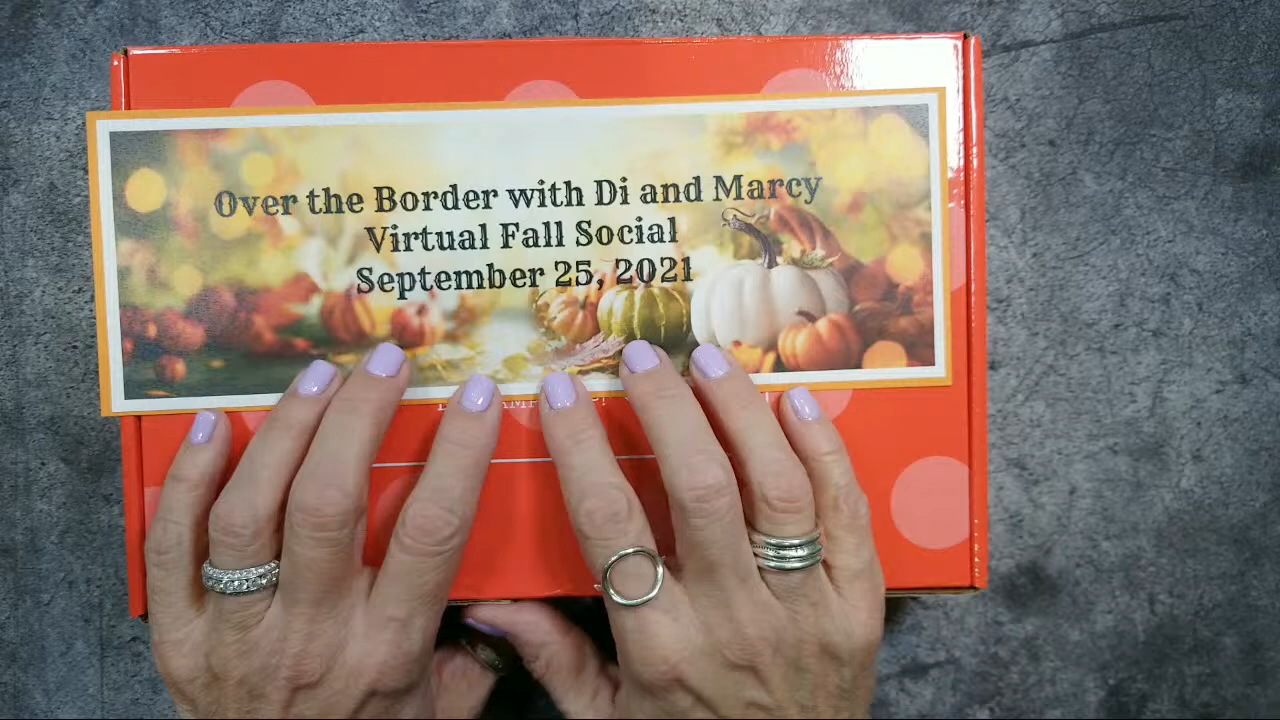 Over the Border with Di and Marcy
Virtual Fall Social
September 25, 2021